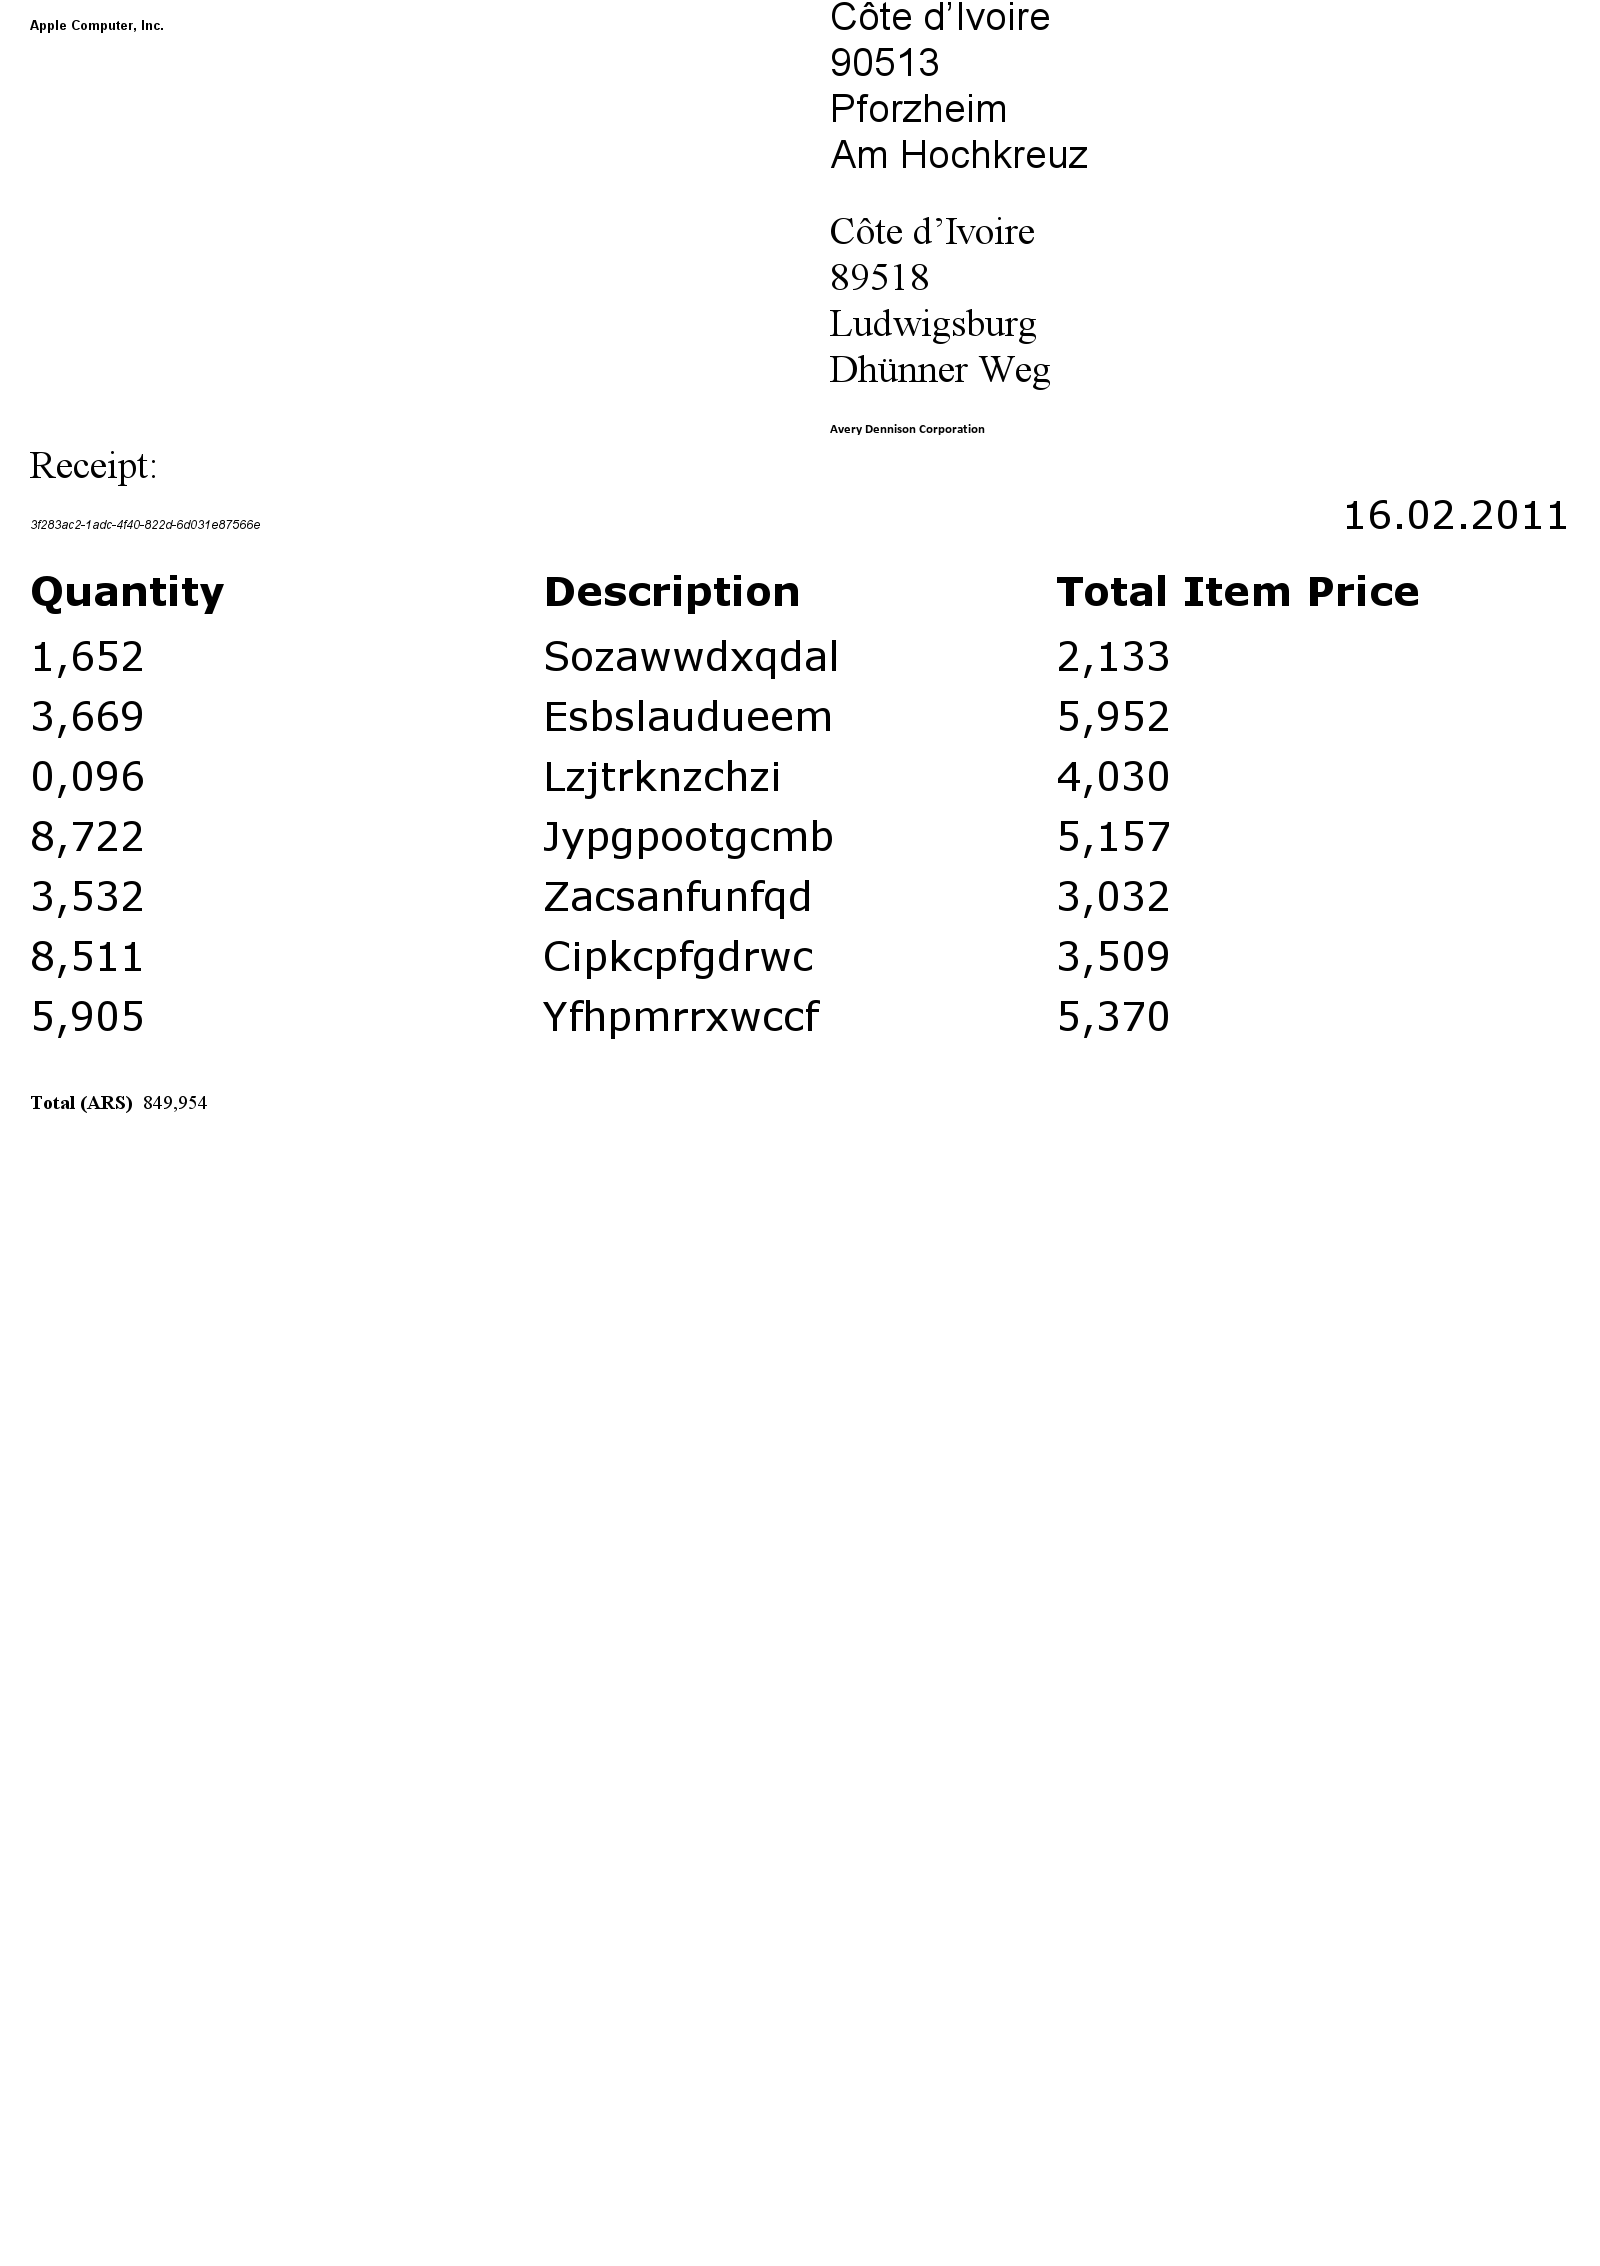 Apple Computer, Inc.
Côte d’Ivoire
90513
Pforzheim
Am Hochkreuz
Côte d’Ivoire
89518
Ludwigsburg
Dhünner Weg
Avery Dennison Corporation
Receipt:
3f283ac2-1adc-4f40-822d-6d031e87566e
16.02.2011
Quantity Description Total Item Price
1,652 Sozawwdxqdal 2,133
3,669 Esbslaudueem 5,952
0,096 Lzjtrknzchzi 4,030
8,722 Jypgpootgcmb 5,157
3,532 Zacsanfunfqd 3,032
8,511 Cipkcpfgdrwc 3,509
5,905 Yfhpmrrxwccf 5,370
Total (ARS) 849,954